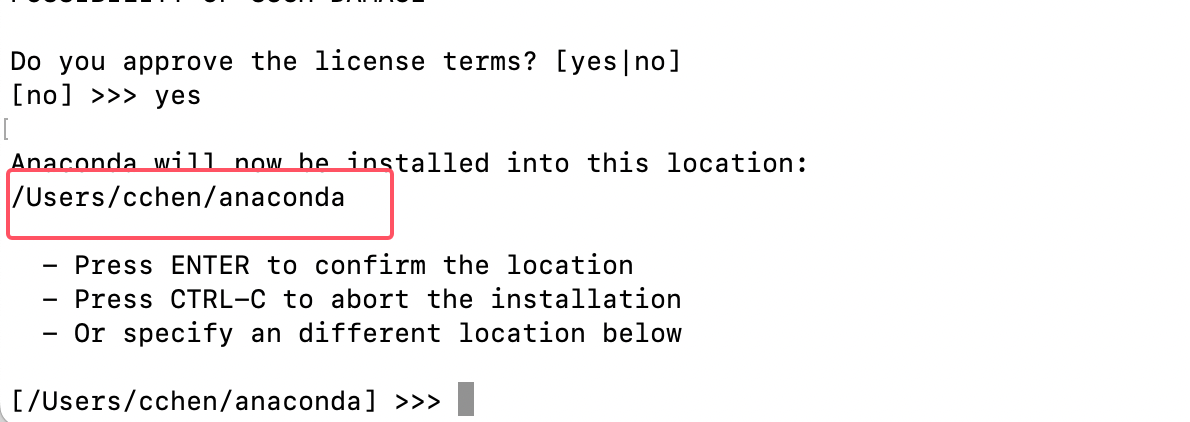 Do you approve the license terms? [yes|no]
[no] >>> yes
[
Anaconda will now be installed into this location:
/Users/cchen/anaconda
– Press ENTER to confirm the location
– Press CTRL–C to abort the installation
– Or specify an different location below
[/Users/cchen/anaconda] >>>